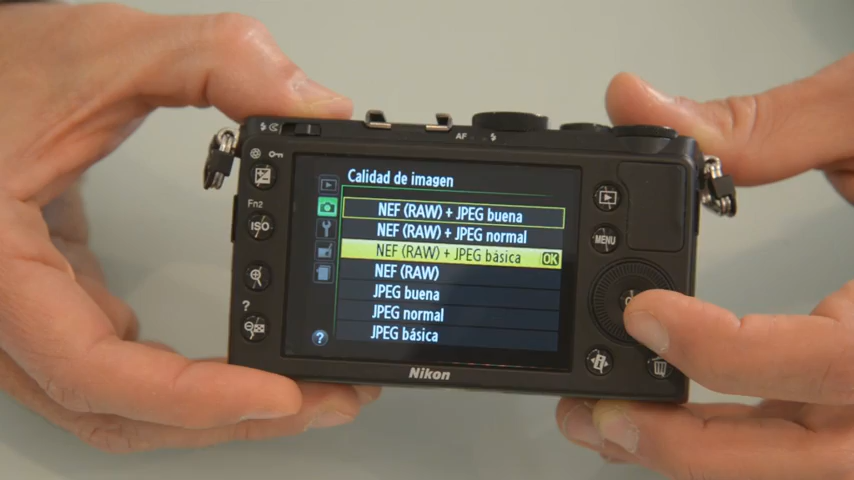 AF
Fn2
ISO
?
Calidad de imagen
NEF (RAW) + JPEG buena
NEF (RAW) + JPEG normal
NEF (RAW) + JPEG básica OK
NEF (RAW)
JPEG buena
JPEG normal
JPEG básica
?
MENU
Nikon